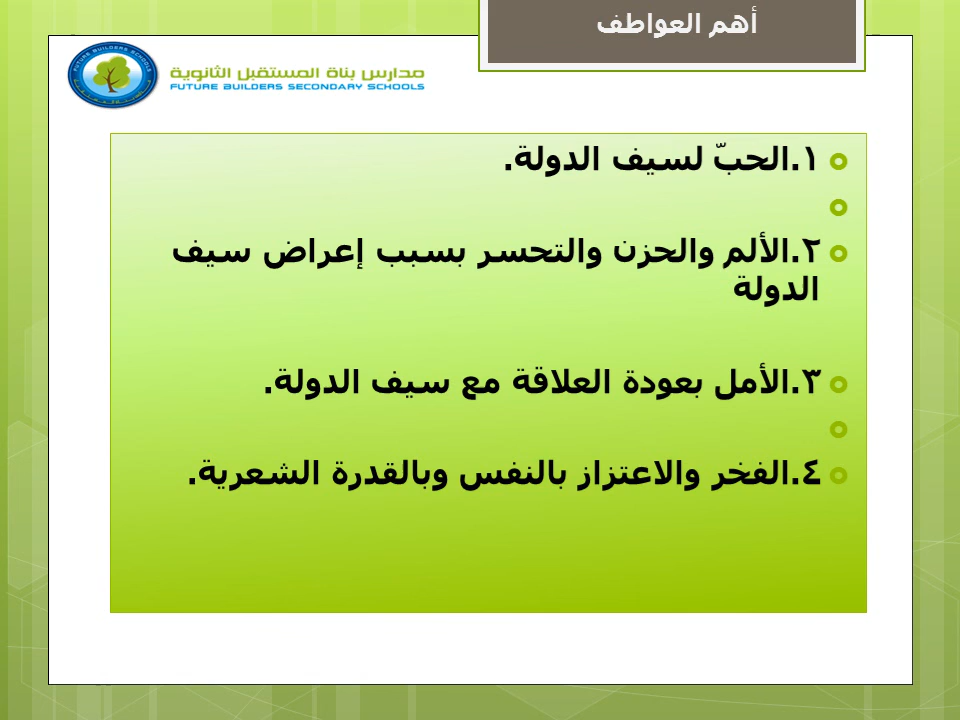 أهم العواطف
مدارس بناة المستقبل الثانوية
FUTURE BUILDERS SECONDARY SCHOOLS
١.الحبّ لسيف الدولة.
٢.الألم والحزن والتحسر بسبب إعراض سيف
الدولة
٣.الأمل بعودة العلاقة مع سيف الدولة.
٤.الفخر والاعتزاز بالنفس وبالقدرة الشعرية.